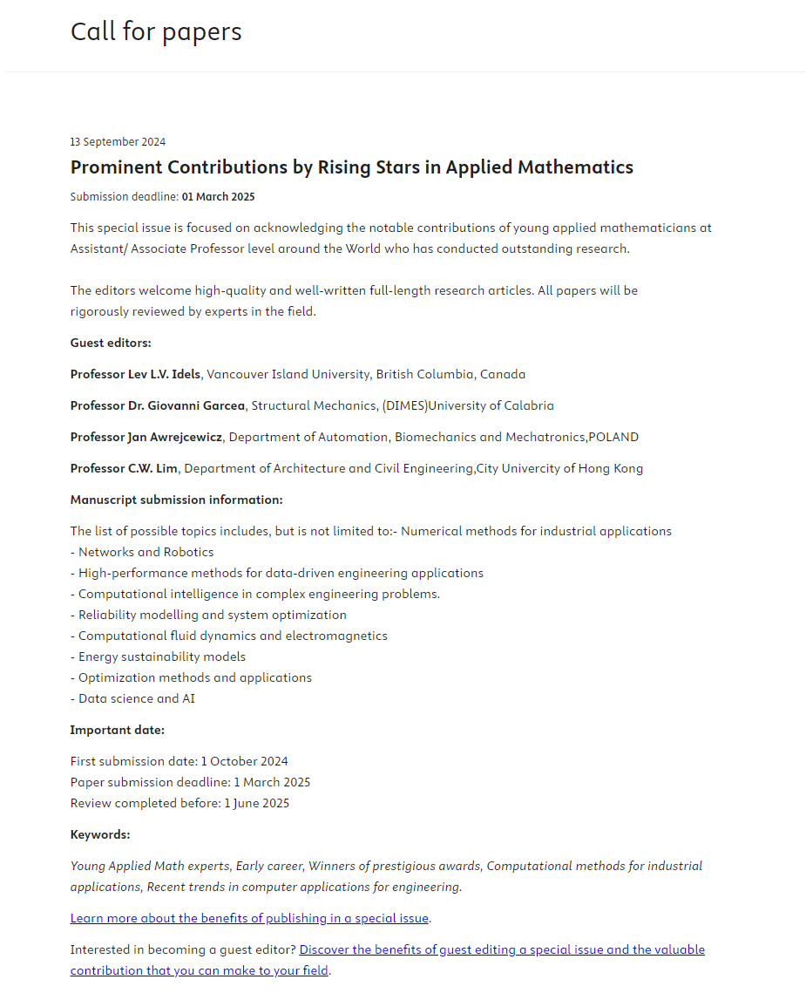 Call for papers
13 September 2024
Prominent Contributions by Rising Stars in Applied Mathematics
Submission deadline: 01 March 2025
This special issue is focused on acknowledging the notable contributions of young applied mathematicians at
Assistant/ Associate Professor level around the World who has conducted outstanding research.
The editors welcome high-quality and well-written full-length research articles. All papers will be
rigorously reviewed by experts in the field.
Guest editors:
Professor Lev L.V. Idels, Vancouver Island University, British Columbia, Canada
Professor Dr. Giovanni Garcea, Structural Mechanics, (DIMES)University of Calabria
Professor Jan Awrejcewicz, Department of Automation, Biomechanics and Mechatronics,POLAND
Professor C.W. Lim, Department of Architecture and Civil Engineering,City Univercity of Hong Kong
Manuscript submission information:
The list of possible topics includes, but is not limited to:- Numerical methods for industrial applications
- Networks and Robotics
- High-performance methods for data-driven engineering applications
- Computational intelligence in complex engineering problems.
- Reliability modelling and system optimization
- Computational fluid dynamics and electromagnetics
- Energy sustainability models
- Optimization methods and applications
- Data science and AI
Important date:
First submission date: 1 October 2024
Paper submission deadline: 1 March 2025
Review completed before: 1 June 2025
Keywords:
Young Applied Math experts, Early career, Winners of prestigious awards, Computational methods for industrial
applications, Recent trends in computer applications for engineering.
Learn more about the benefits of publishing in a special issue.
Interested in becoming a guest editor? Discover the benefits of guest editing a special issue and the valuable
contribution that you can make to your field.